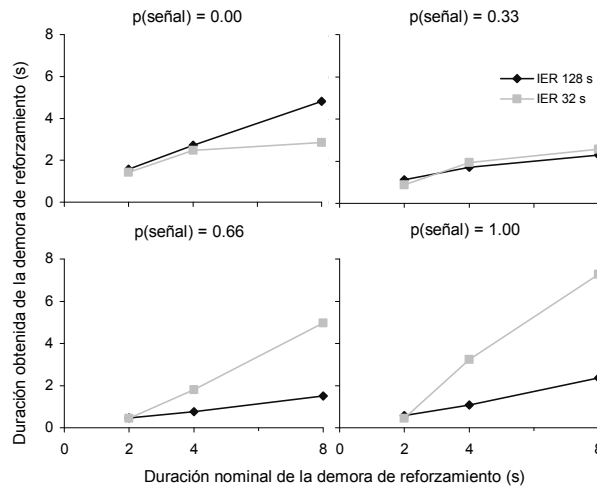 p(señal) = 0.00
p(señal) = 0.33
8
6
4
2
0
IER 128 s
IER 32 s
p(señal) = 0.66
p(señal) = 1.00
8
6
4
2
0
0 2 4 8
0 2 4 8
Duración obtenida de la demora de reforzamiento (s)
Duración nominal de la demora de reforzamiento (s)